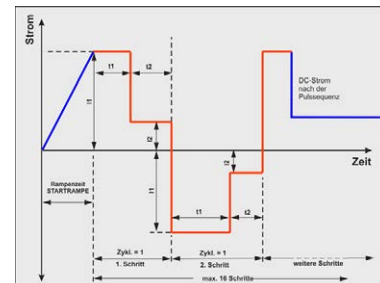 Strom
t1
t2
DC-Strom
nach der
Pulssequenz
I1
I2
Zeit
Rampenzeit
STARTRAMPE
I1
I2
t1
t2
Zykl. = 1
1. Schritt
Zykl. = 1
2. Schritt
weitere Schritte
max. 16 Schritte